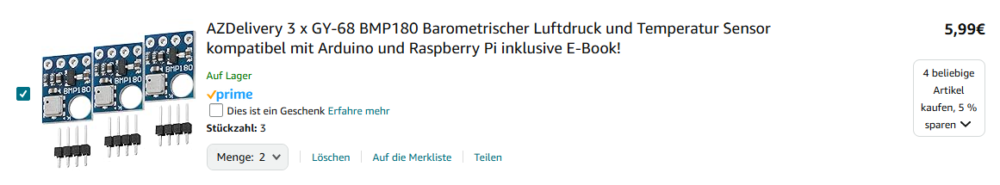 AZDelivery 3 x GY-68 BMP180 Barometrischer Luftdruck und Temperatur Sensor
kompatibel mit Arduino und Raspberry Pi inklusive E-Book!
5,99€
Auf Lager
prime
Dies ist ein Geschenk Erfahre mehr
Stückzahl: 3
Menge: 2
Löschen
Auf die Merkliste
Teilen
4 beliebige
Artikel
kaufen, 5 %
sparen
BMP180
BMP180
BMP180